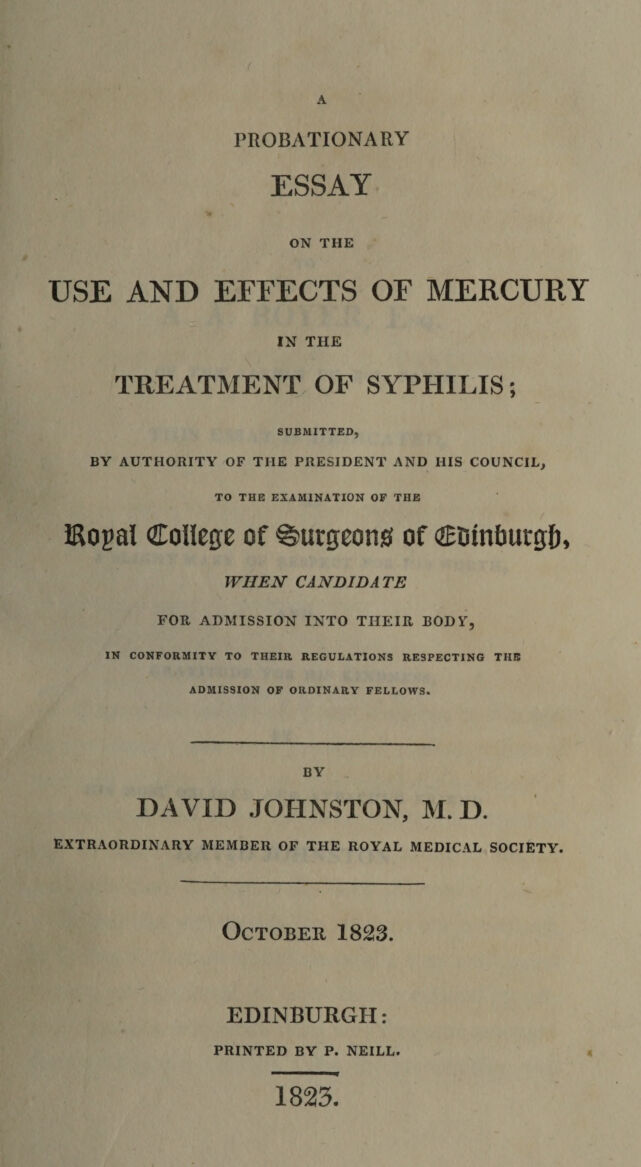 A
PROBATIONARY
ESSAY
ON THE
USE AND EFFECTS OF MERCURY
IN THE
TREATMENT OF SYPHILIS;
SUBMITTED,
BY AUTHORITY OF THE PRESIDENT AND HIS COUNCIL,
TO THE EXAMINATION OF THE
Royal College of Surgeons of Edinburgh,
WHEN CANDIDATE
FOR ADMISSION INTO THEIR BODY,
IN CONFORMITY TO THEIR REGULATIONS RESPECTING THE
ADMISSION OF ORDINARY FELLOWS.
BY
DAVID JOHNSTON, M. D.
EXTRAORDINARY MEMBER OF THE ROYAL MEDICAL SOCIETY.
OCTOBER 1823.
EDINBURGH:
PRINTED BY P. NEILL.
1823.